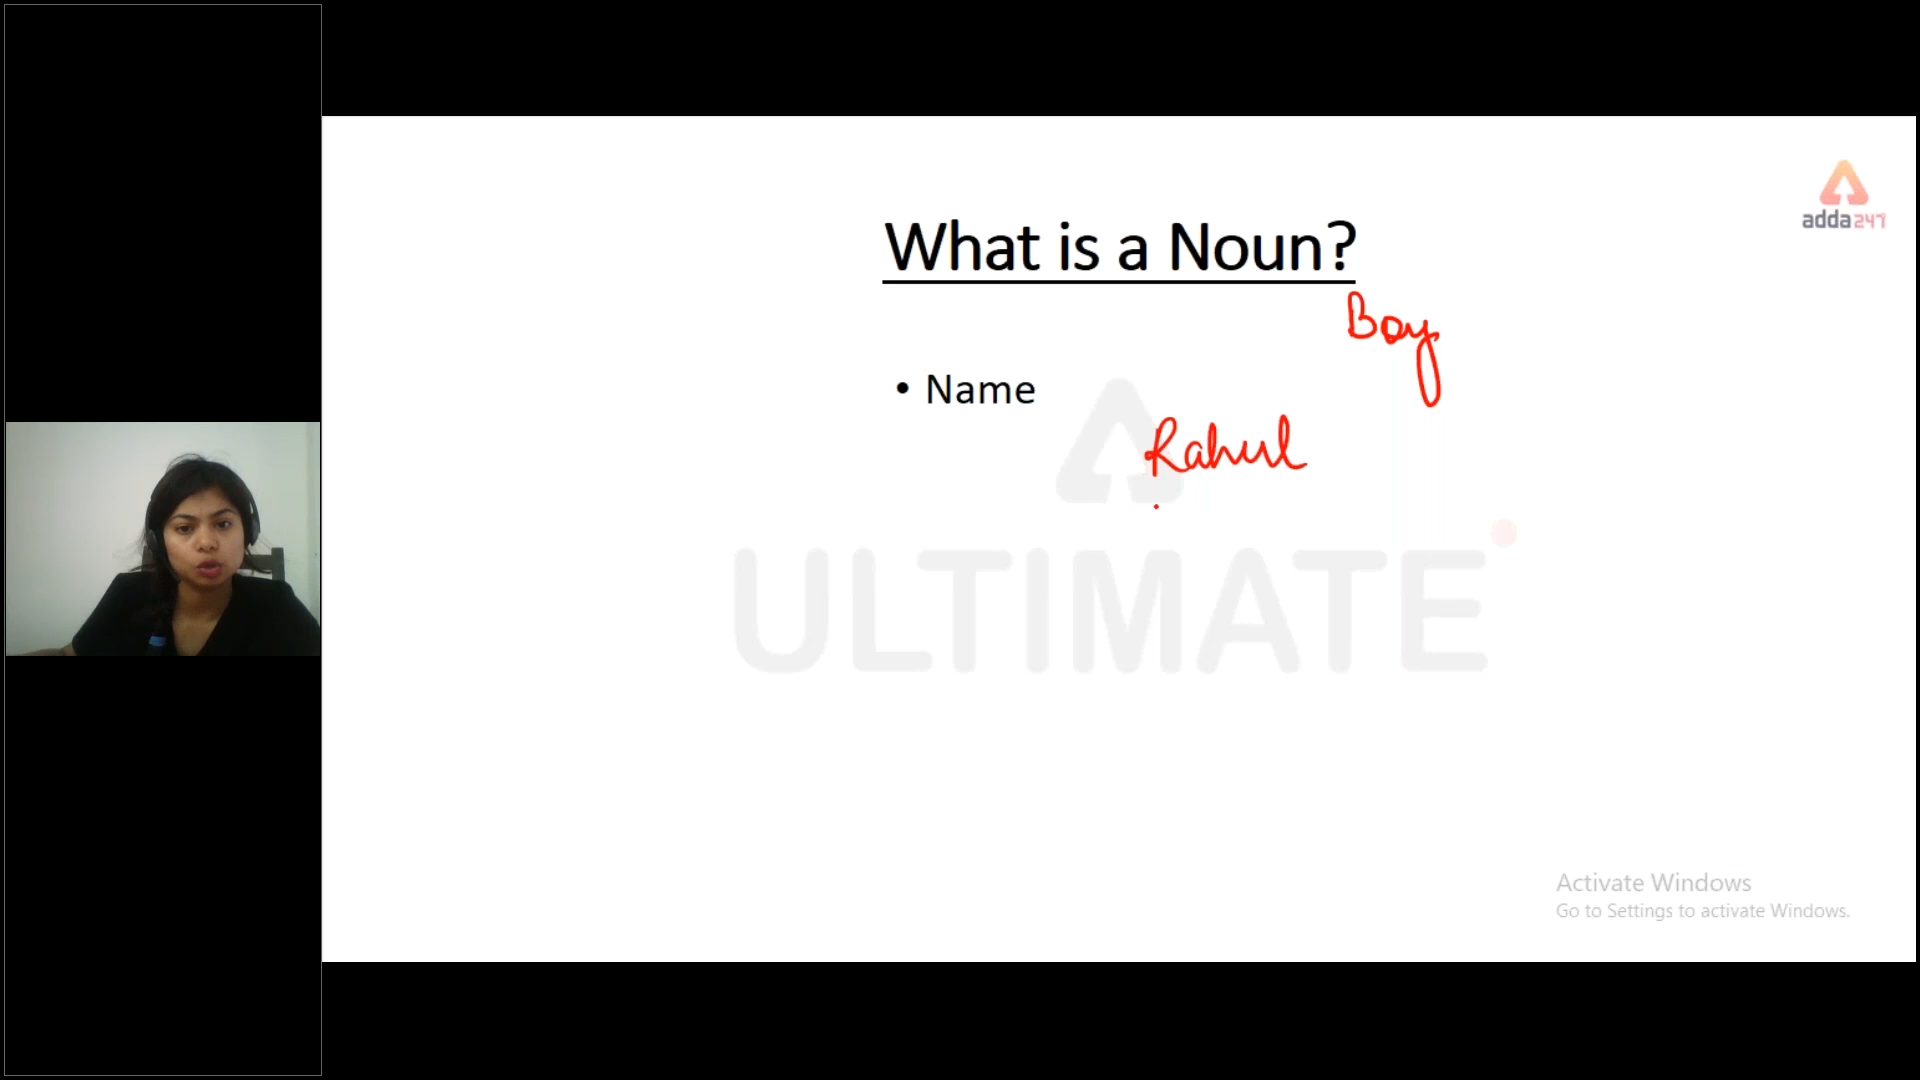 adda247
What is a Noun?
Boy
• Name
Rahul
ULTIMATE
Activate Windows
Go to Settings to activate Windows.